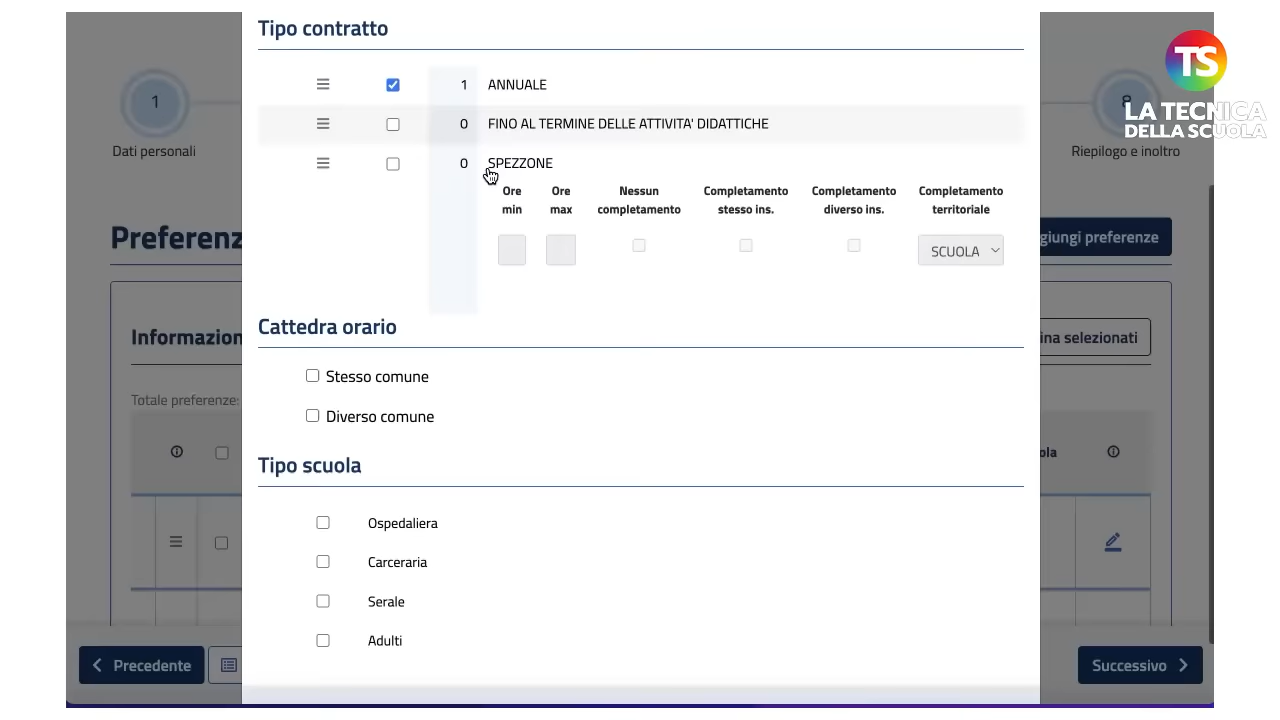 Tipo contratto
1 ANNUALE
0 FINO AL TERMINE DELLE ATTIVITA' DIDATTICHE
0 SPEZZONE
Ore min
Ore max
Nessun completamento
Completamento stesso ins.
Completamento diverso ins.
Completamento territoriale
SCUOLA
Cattedra orario
Stesso comune
Diverso comune
Tipo scuola
Ospedaliera
Carceraria
Serale
Adulti
1
Dati personali
8
Riepilogo e inoltro
TS
LA TECNICA
DELLA SCUOLA
Preferenz
giungi preferenze
Informazion
ina selezionati
Totale preferenze:
ola
Precedente
Successivo